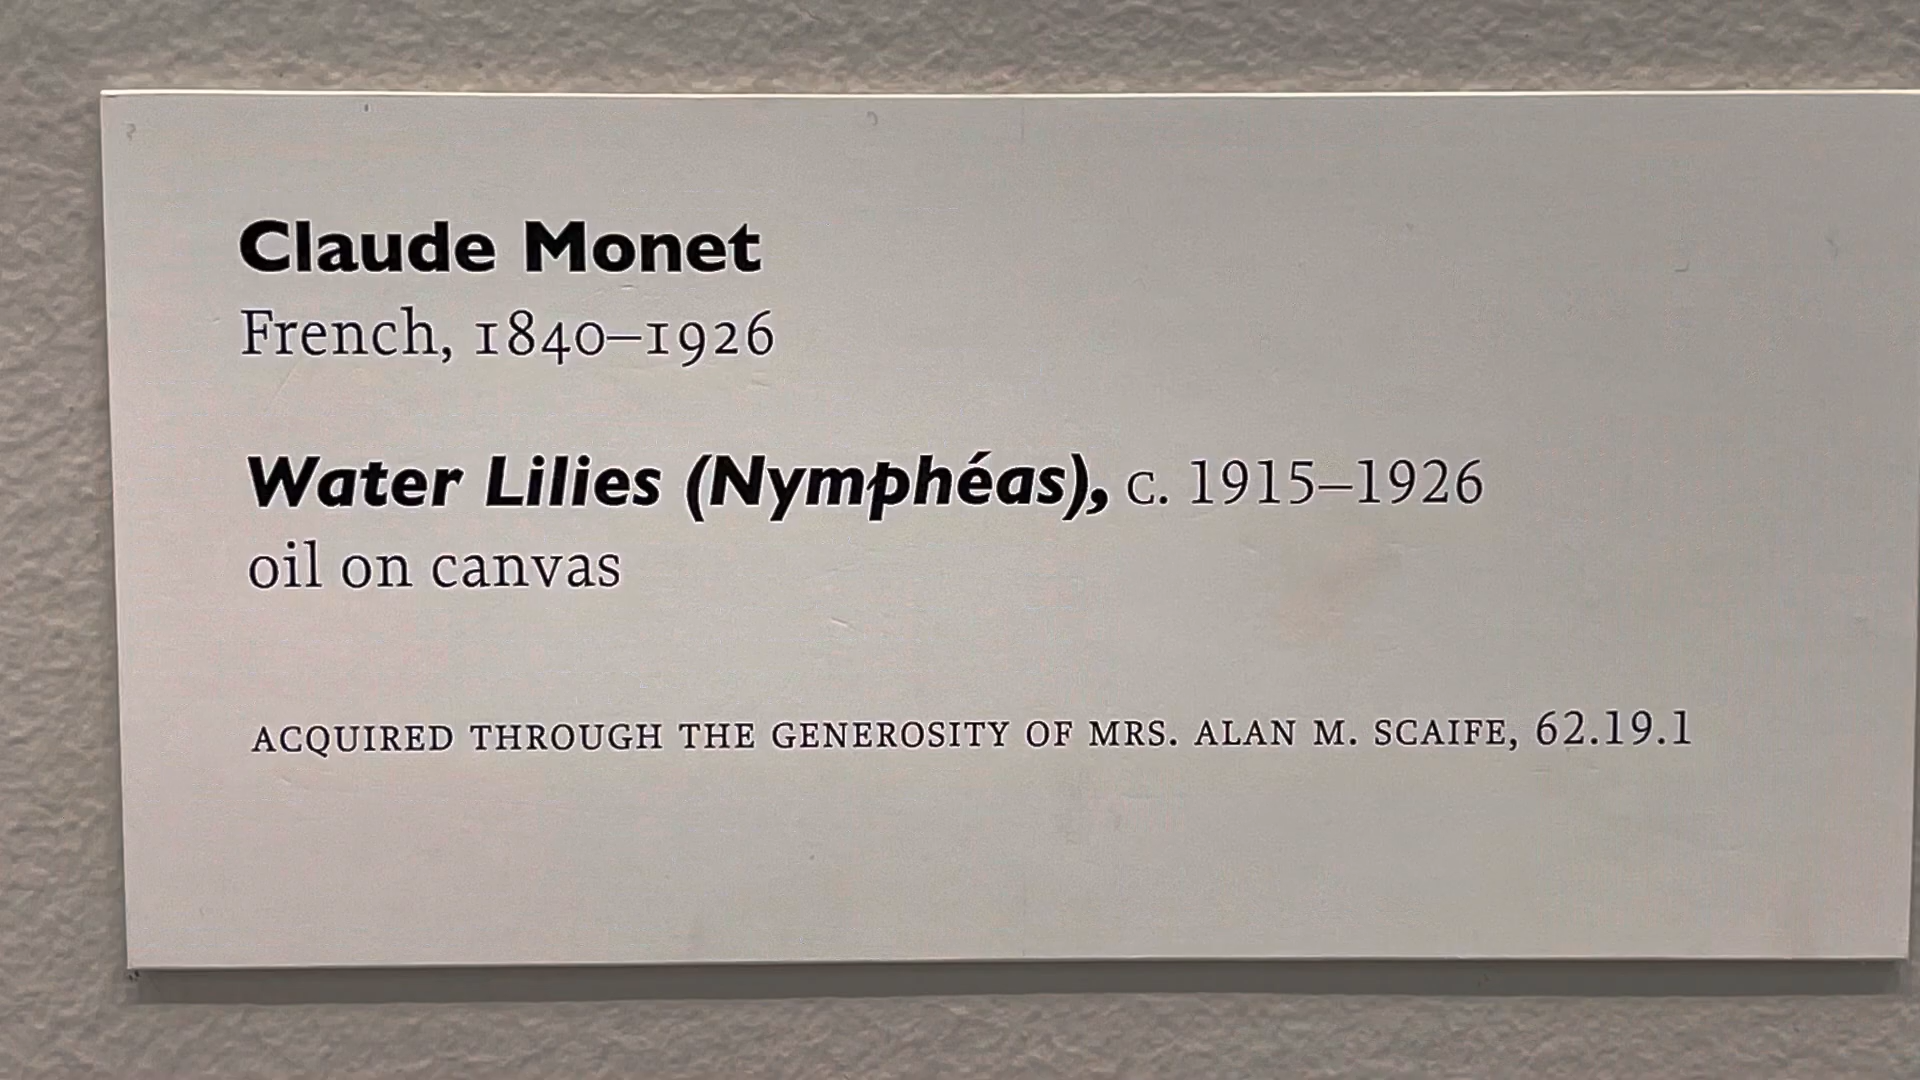 Claude Monet
French, 1840–1926
Water Lilies (Nymphéas), c. 1915–1926
oil on canvas
ACQUIRED THROUGH THE GENEROSITY OF MRS. ALAN M. SCAIFE, 62.19.1